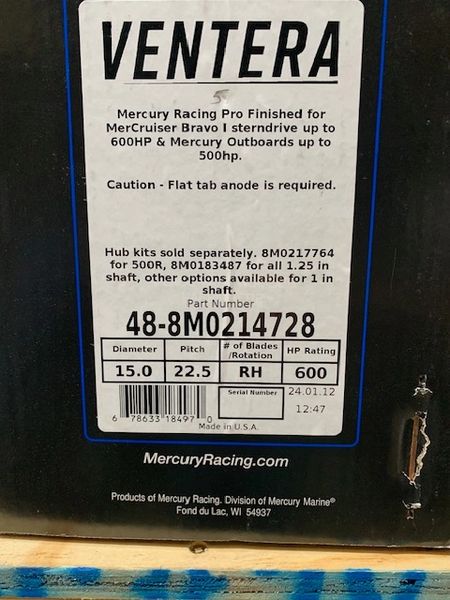 VENTERA
5
Mercury Racing Pro Finished for
MerCruiser Bravo I sterndrive up to
600HP & Mercury Outboards up to
500hp.
Caution - Flat tab anode is required.
Hub kits sold separately. 8M0217764
for 500R, 8M0183487 for all 1.25 in
shaft, other options available for 1 in
shaft.
Part Number
48-8M0214728
Diameter Pitch # of Blades /Rotation HP Rating
15.0 22.5 RH 600
Serial Number 24.01.12
12:47
6 78633 18497 0
Made in U.S.A.
MercuryRacing.com
Products of Mercury Racing. Division of Mercury Marine®
Fond du Lac, WI 54937